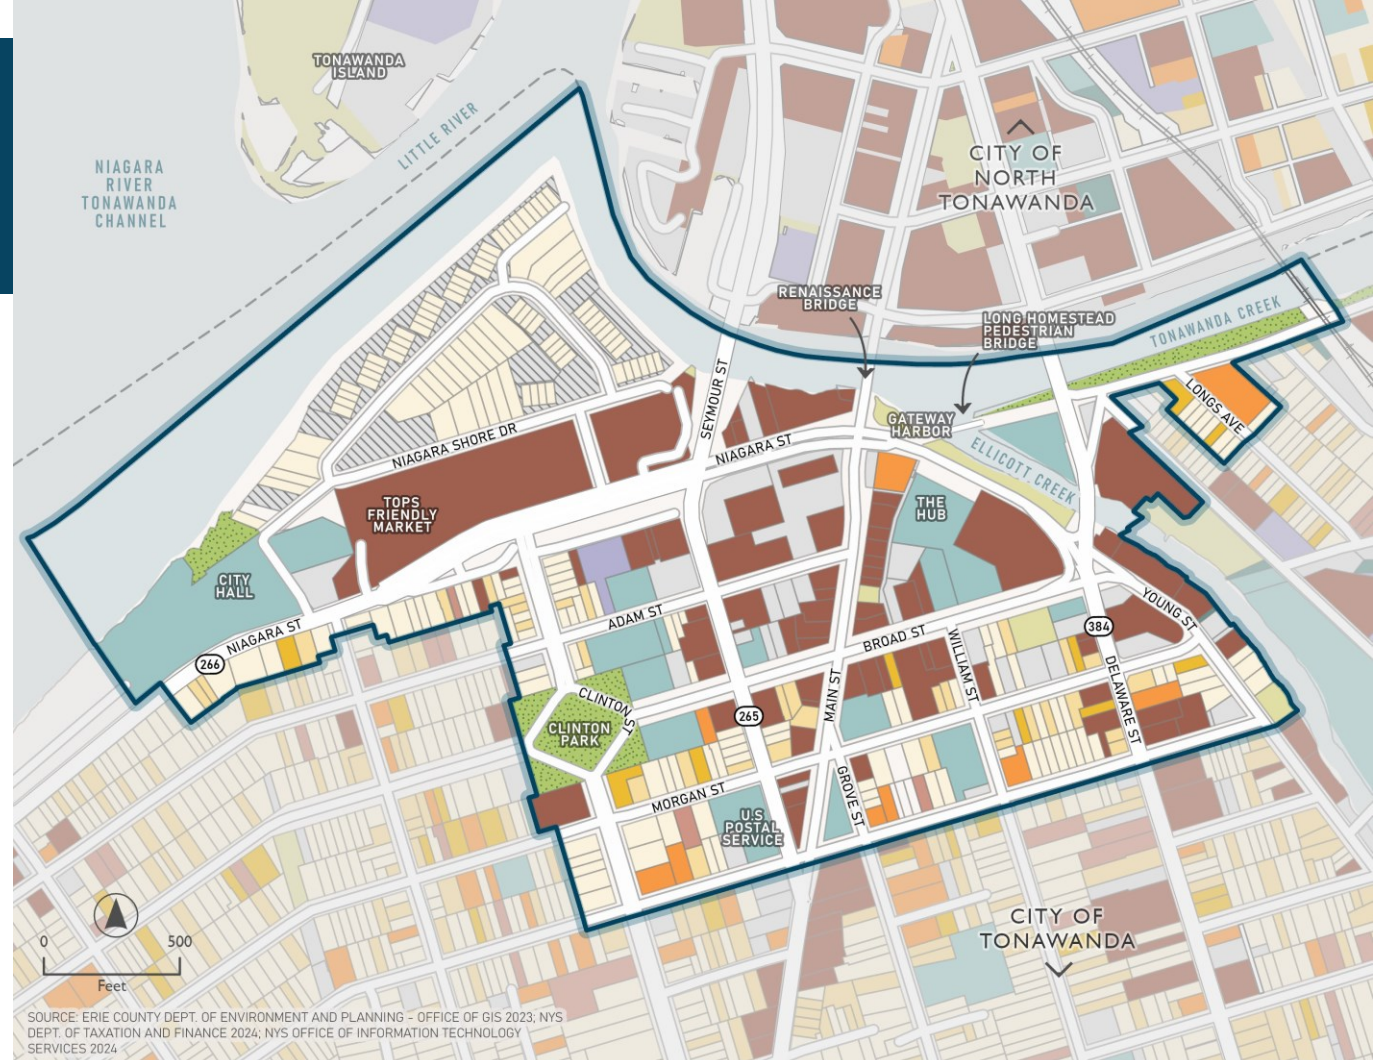 TONAWANDA
ISLAND
LITTLE RIVER
NIAGARA
RIVER
TONAWANDA
CHANNEL
CITY OF
NORTH
TONAWANDA
RENAISSANCE
BRIDGE
LONG HOMESTEAD
PEDESTRIAN
BRIDGE
TONAWANDA CREEK
LONGS AVE
SEYMOUR ST
GATEWAY
HARBOR
NIAGARA SHORE DR
NIAGARA ST
ELLICOTT CREEK
TOPS
FRIENDLY
MARKET
THE
HUB
CITY
HALL
NIAGARA ST
266
ADAM ST
BROAD ST
WILLIAM ST
384
YOUNG ST
DELAWARE ST
CLINTON ST
CLINTON
PARK
265
MAIN ST
MORGAN ST
GROVE ST
U.S
POSTAL
SERVICE
CITY OF
TONAWANDA
0 500
Feet
SOURCE: ERIE COUNTY DEPT. OF ENVIRONMENT AND PLANNING - OFFICE OF GIS 2023; NYS
DEPT. OF TAXATION AND FINANCE 2024; NYS OFFICE OF INFORMATION TECHNOLOGY
SERVICES 2024